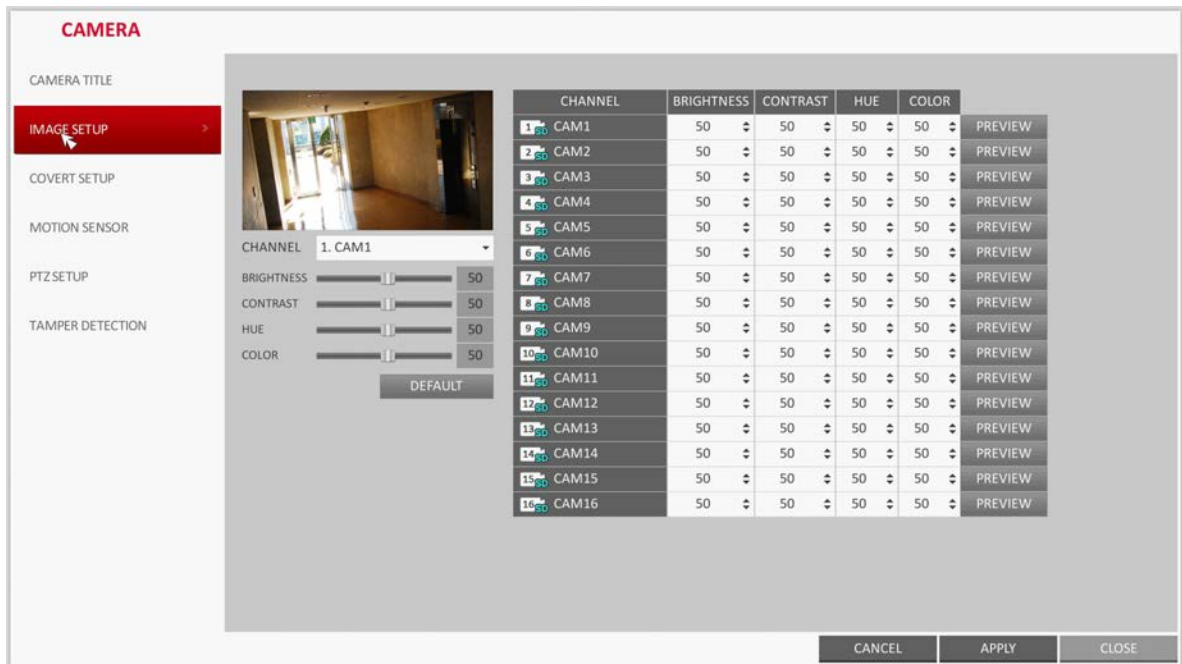 CAMERA
CAMERA TITLE
IMAGE SETUP
COVERT SETUP
MOTION SENSOR
PTZ SETUP
TAMPER DETECTION
CHANNEL 1. CAM1
BRIGHTNESS 50
CONTRAST 50
HUE 50
COLOR 50
DEFAULT
CHANNEL BRIGHTNESS CONTRAST HUE COLOR
1 SD CAM1 50 50 50 50 PREVIEW
2 SD CAM2 50 50 50 50 PREVIEW
3 SD CAM3 50 50 50 50 PREVIEW
4 SD CAM4 50 50 50 50 PREVIEW
5 SD CAM5 50 50 50 50 PREVIEW
6 SD CAM6 50 50 50 50 PREVIEW
7 SD CAM7 50 50 50 50 PREVIEW
8 SD CAM8 50 50 50 50 PREVIEW
9 SD CAM9 50 50 50 50 PREVIEW
10 SD CAM10 50 50 50 50 PREVIEW
11 SD CAM11 50 50 50 50 PREVIEW
12 SD CAM12 50 50 50 50 PREVIEW
13 SD CAM13 50 50 50 50 PREVIEW
14 SD CAM14 50 50 50 50 PREVIEW
15 SD CAM15 50 50 50 50 PREVIEW
16 SD CAM16 50 50 50 50 PREVIEW
CANCEL APPLY CLOSE